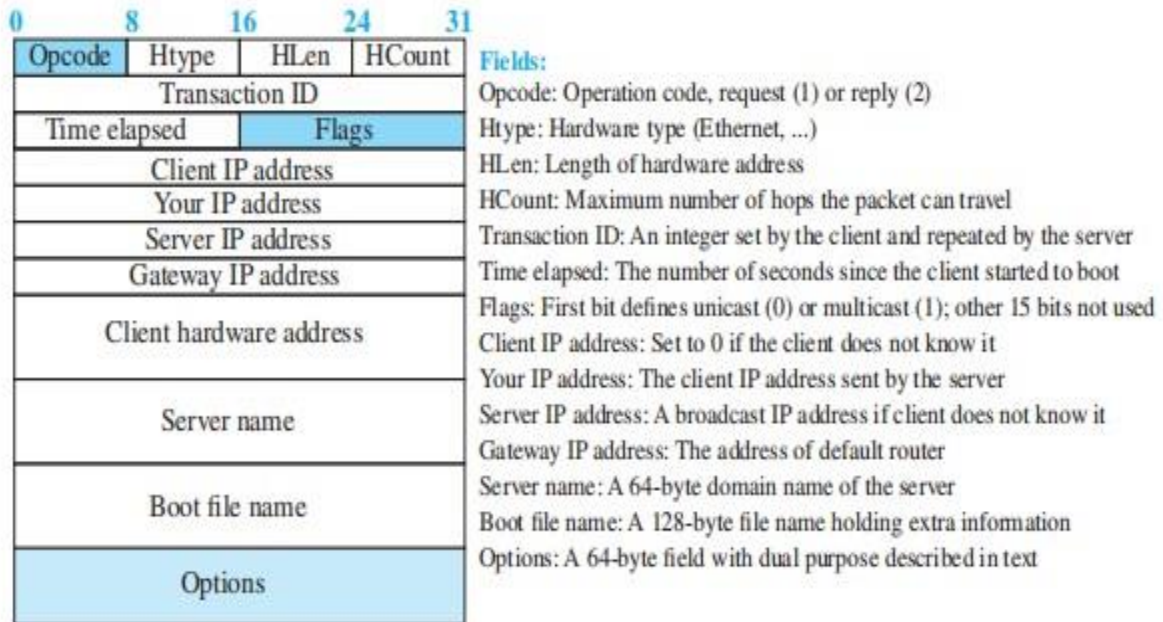 0 8 16 24 31
Opcode Htype HLen HCount
Transaction ID
Time elapsed Flags
Client IP address
Your IP address
Server IP address
Gateway IP address
Client hardware address
Server name
Boot file name
Options
Fields:
Opcode: Operation code, request (1) or reply (2)
Htype: Hardware type (Ethernet, ...)
HLen: Length of hardware address
HCount: Maximum number of hops the packet can travel
Transaction ID: An integer set by the client and repeated by the server
Time elapsed: The number of seconds since the client started to boot
Flags: First bit defines unicast (0) or multicast (1); other 15 bits not used
Client IP address: Set to 0 if the client does not know it
Your IP address: The client IP address sent by the server
Server IP address: A broadcast IP address if client does not know it
Gateway IP address: The address of default router
Server name: A 64-byte domain name of the server
Boot file name: A 128-byte file name holding extra information
Options: A 64-byte field with dual purpose described in text